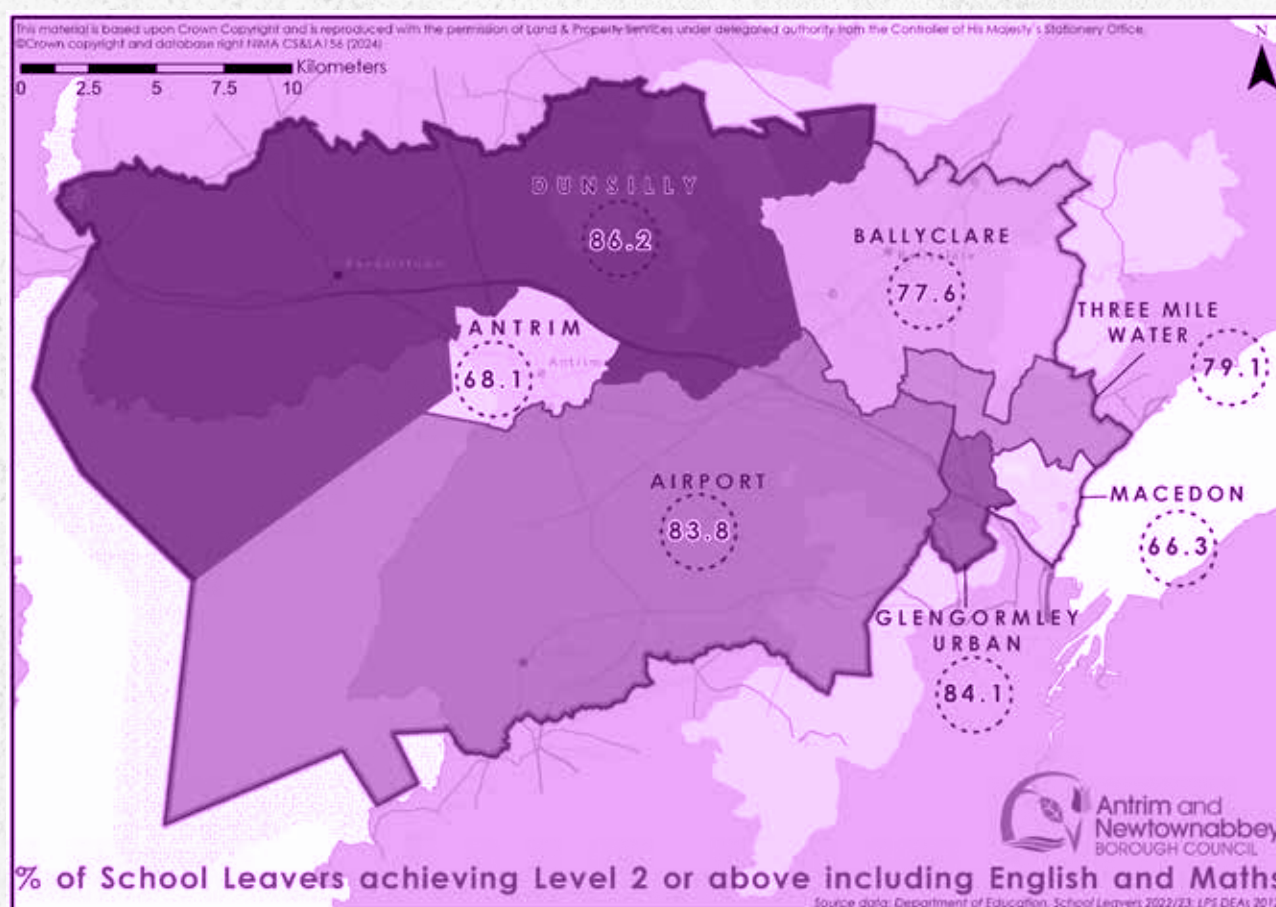 This material is based upon Crown Copyright and is reproduced with the permission of Land & Property Services under delegated authority from the Controller of His Majesty's Stationery Office,
©Crown copyright and database right NIMA CS&LA156 (2024)
N
Kilometers
0 2.5 5 7.5 10
DUNSILLY
86.2
BALLYCLARE
77.6
Randalstown
THREE MILE
WATER
79.1
ANTRIM
Antrim
68.1
AIRPORT
83.8
MACEDON
66.3
GLENGORMLEY
URBAN
84.1
Antrim and
Newtownabbey
BOROUGH COUNCIL
% of School Leavers achieving Level 2 or above including English and Maths
Source data: Department of Education, School Leavers 2022/23; LPS DEAs 2012